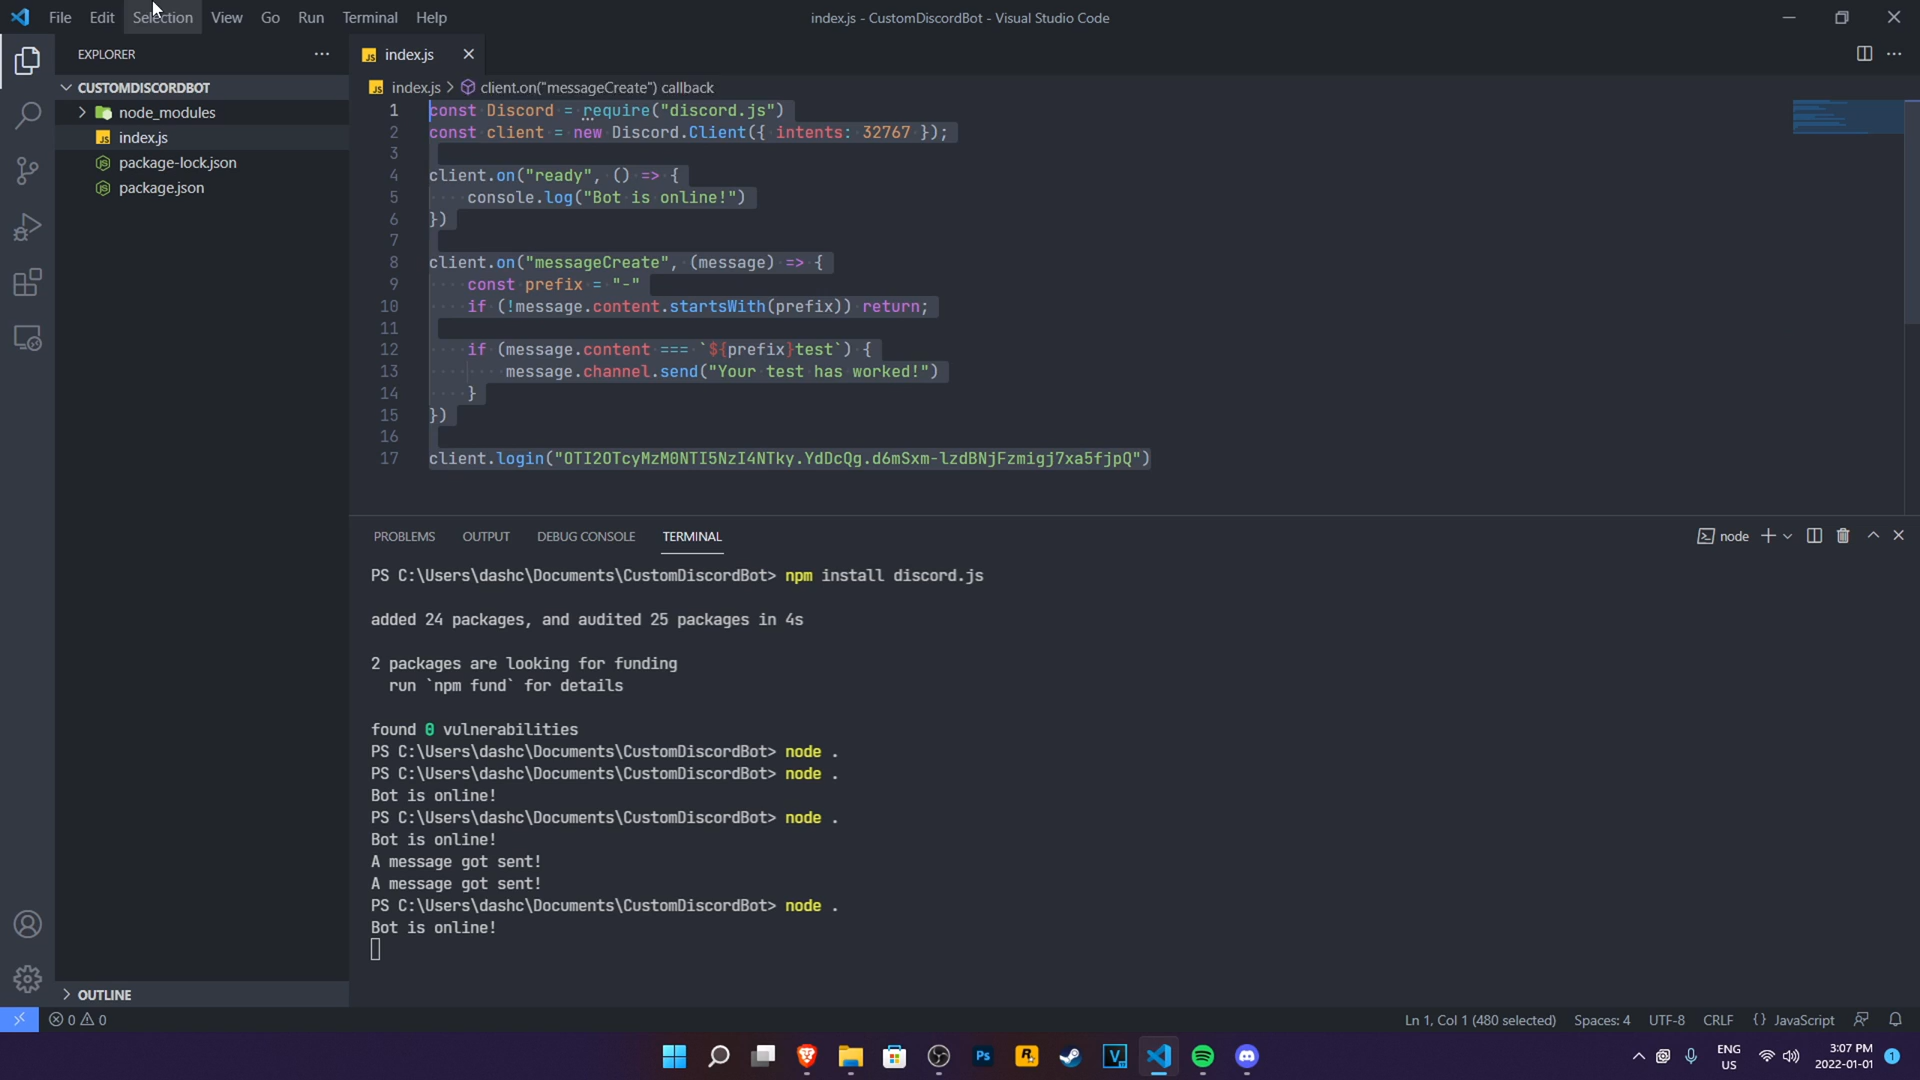 File Edit Selection View Go Run Terminal Help
index.js - CustomDiscordBot - Visual Studio Code
EXPLORER
index.js
CUSTOMDISCORDBOT
node_modules
index.js
package-lock.json
package.json
index.js > client.on("messageCreate") callback
1 const Discord = require("discord.js")
2 const client = new Discord.Client({ intents: 32767 });
3
4 client.on("ready", () => {
5 console.log("Bot is online!")
6 })
7
8 client.on("messageCreate", (message) => {
9 const prefix = "-"
10 if (!message.content.startsWith(prefix)) return;
11
12 if (message.content === `${prefix}test`) {
13 message.channel.send("Your test has worked!")
14 }
15 })
16
17 client.login("OTI2OTcyMzM0NTI5NzI4NTky.YdDcQg.d6mSxm-lzdBNjFzmigj7xa5fjpQ")
PROBLEMS OUTPUT DEBUG CONSOLE TERMINAL
node
PS C:\Users\dashc\Documents\CustomDiscordBot> npm install discord.js
added 24 packages, and audited 25 packages in 4s
2 packages are looking for funding
run `npm fund` for details
found 0 vulnerabilities
PS C:\Users\dashc\Documents\CustomDiscordBot> node .
PS C:\Users\dashc\Documents\CustomDiscordBot> node .
Bot is online!
PS C:\Users\dashc\Documents\CustomDiscordBot> node .
Bot is online!
A message got sent!
A message got sent!
PS C:\Users\dashc\Documents\CustomDiscordBot> node .
Bot is online!
OUTLINE
0 0
Ln 1, Col 1 (480 selected) Spaces: 4 UTF-8 CRLF {} JavaScript
Ps
R
V
ENG
US
3:07 PM
2022-01-01
1